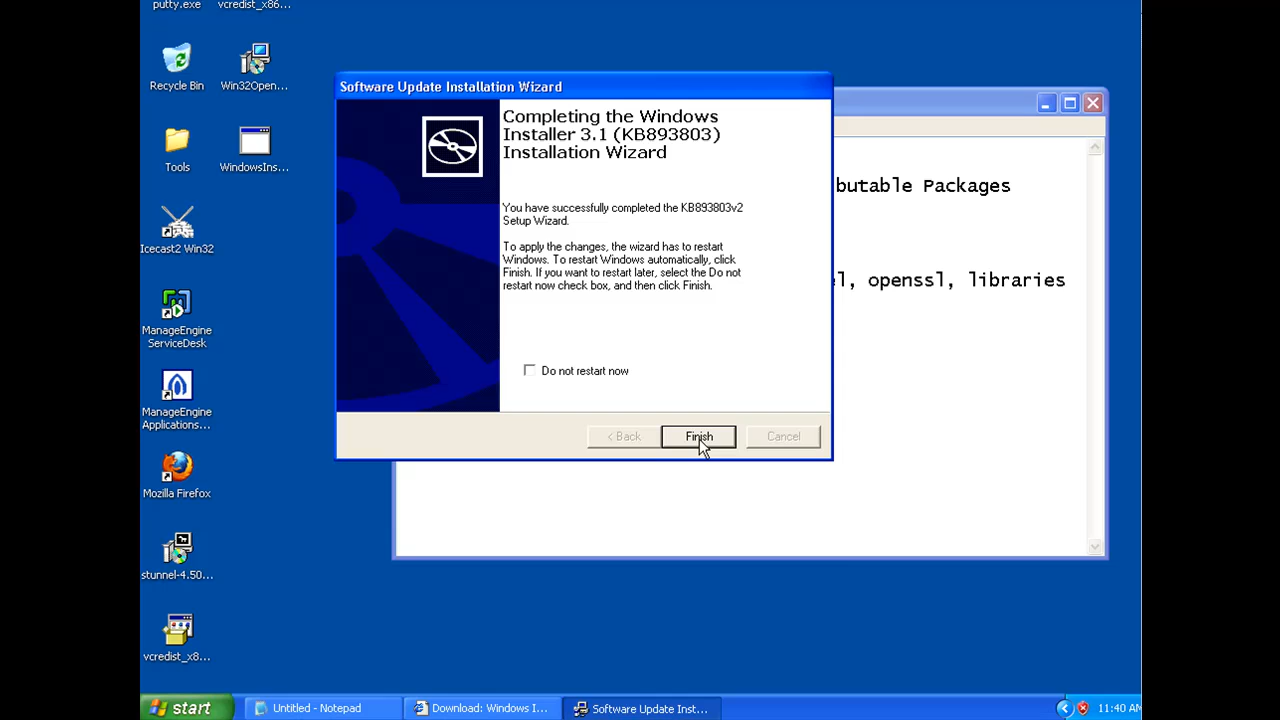 putty.exe
vcredist_x86...
Recycle Bin
Win32Open...
Tools
WindowsIns...
Icecast2 Win32
ManageEngine
ServiceDesk
ManageEngine
Applications...
Mozilla Firefox
stunnel-4.50...
vcredist_x8...
Software Update Installation Wizard
Completing the Windows
Installer 3.1 (KB893803)
Installation Wizard
You have successfully completed the KB893803v2
Setup Wizard.
To apply the changes, the wizard has to restart
Windows. To restart Windows automatically, click
Finish. If you want to restart later, select the Do not
restart now check box, and then click Finish.
Do not restart now
< Back
Finish
Cancel
butable Packages
el, openssl, libraries
start
Untitled - Notepad
Download: Windows I...
Software Update Inst...
11:40 AM